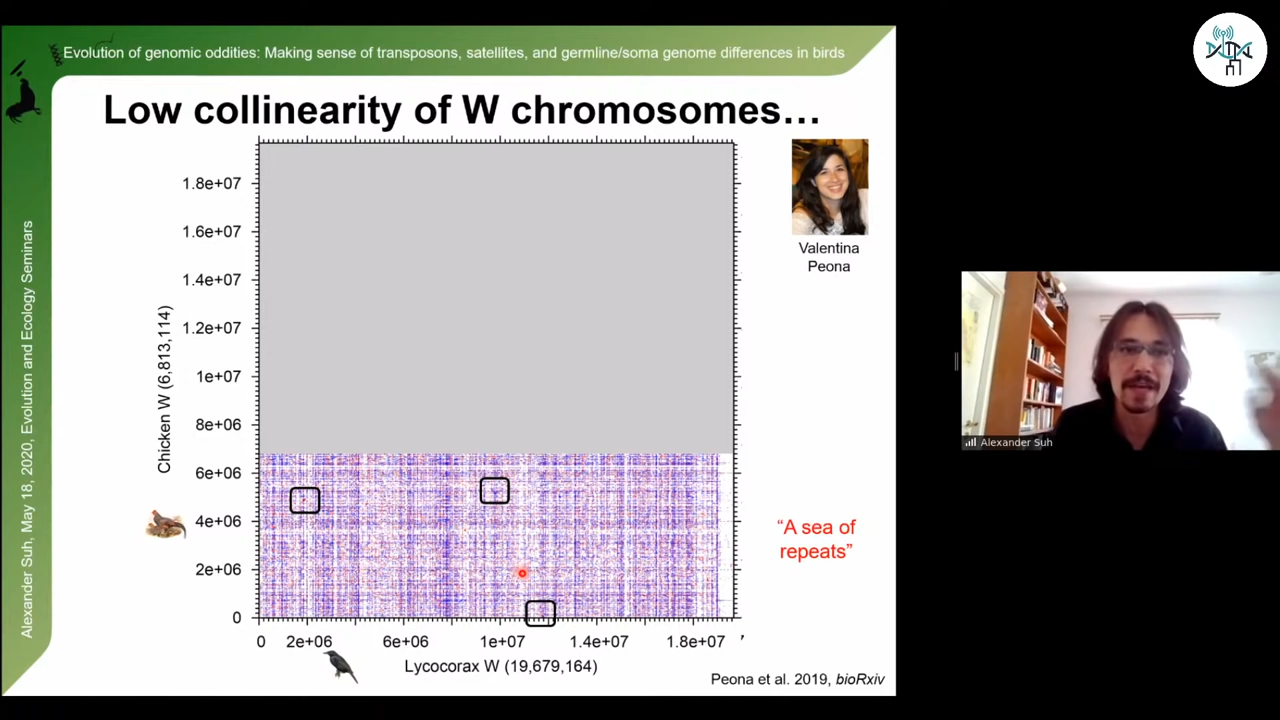 Evolution of genomic oddities: Making sense of transposons, satellites, and germline/soma genome differences in birds
Low collinearity of W chromosomes…
Alexander Suh, May 18, 2020, Evolution and Ecology Seminars
Chicken W (6,813,114)
1.8e+07
1.6e+07
1.4e+07
1.2e+07
1e+07
8e+06
6e+06
4e+06
2e+06
0
0 2e+06 6e+06 1e+07 1.4e+07 1.8e+07
Lycocorax W (19,679,164)
Valentina
Peona
“A sea of
repeats”
Peona et al. 2019, bioRxiv
Alexander Suh